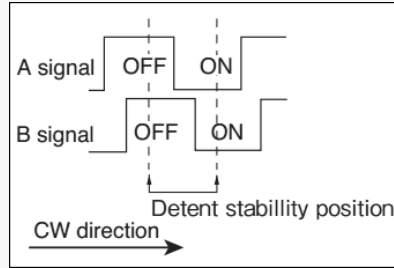 A signal OFF ON
B signal OFF ON
Detent stabillity position
CW direction